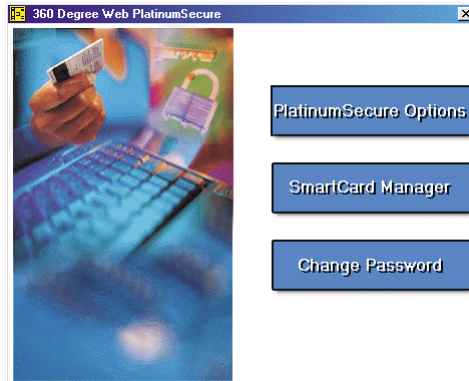 360 Degree Web PlatinumSecure
PlatinumSecure Options
SmartCard Manager
Change Password